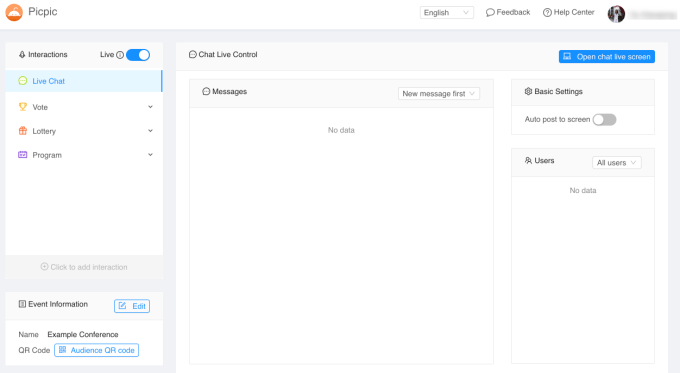 Picpic
English
Feedback
Help Center
Interactions
Live
Live Chat
Vote
Lottery
Program
Click to add interaction
Event Information
Edit
Name Example Conference
QR Code Audience QR code
Chat Live Control
Open chat live screen
Messages
New message first
No data
Basic Settings
Auto post to screen
Users
All users
No data